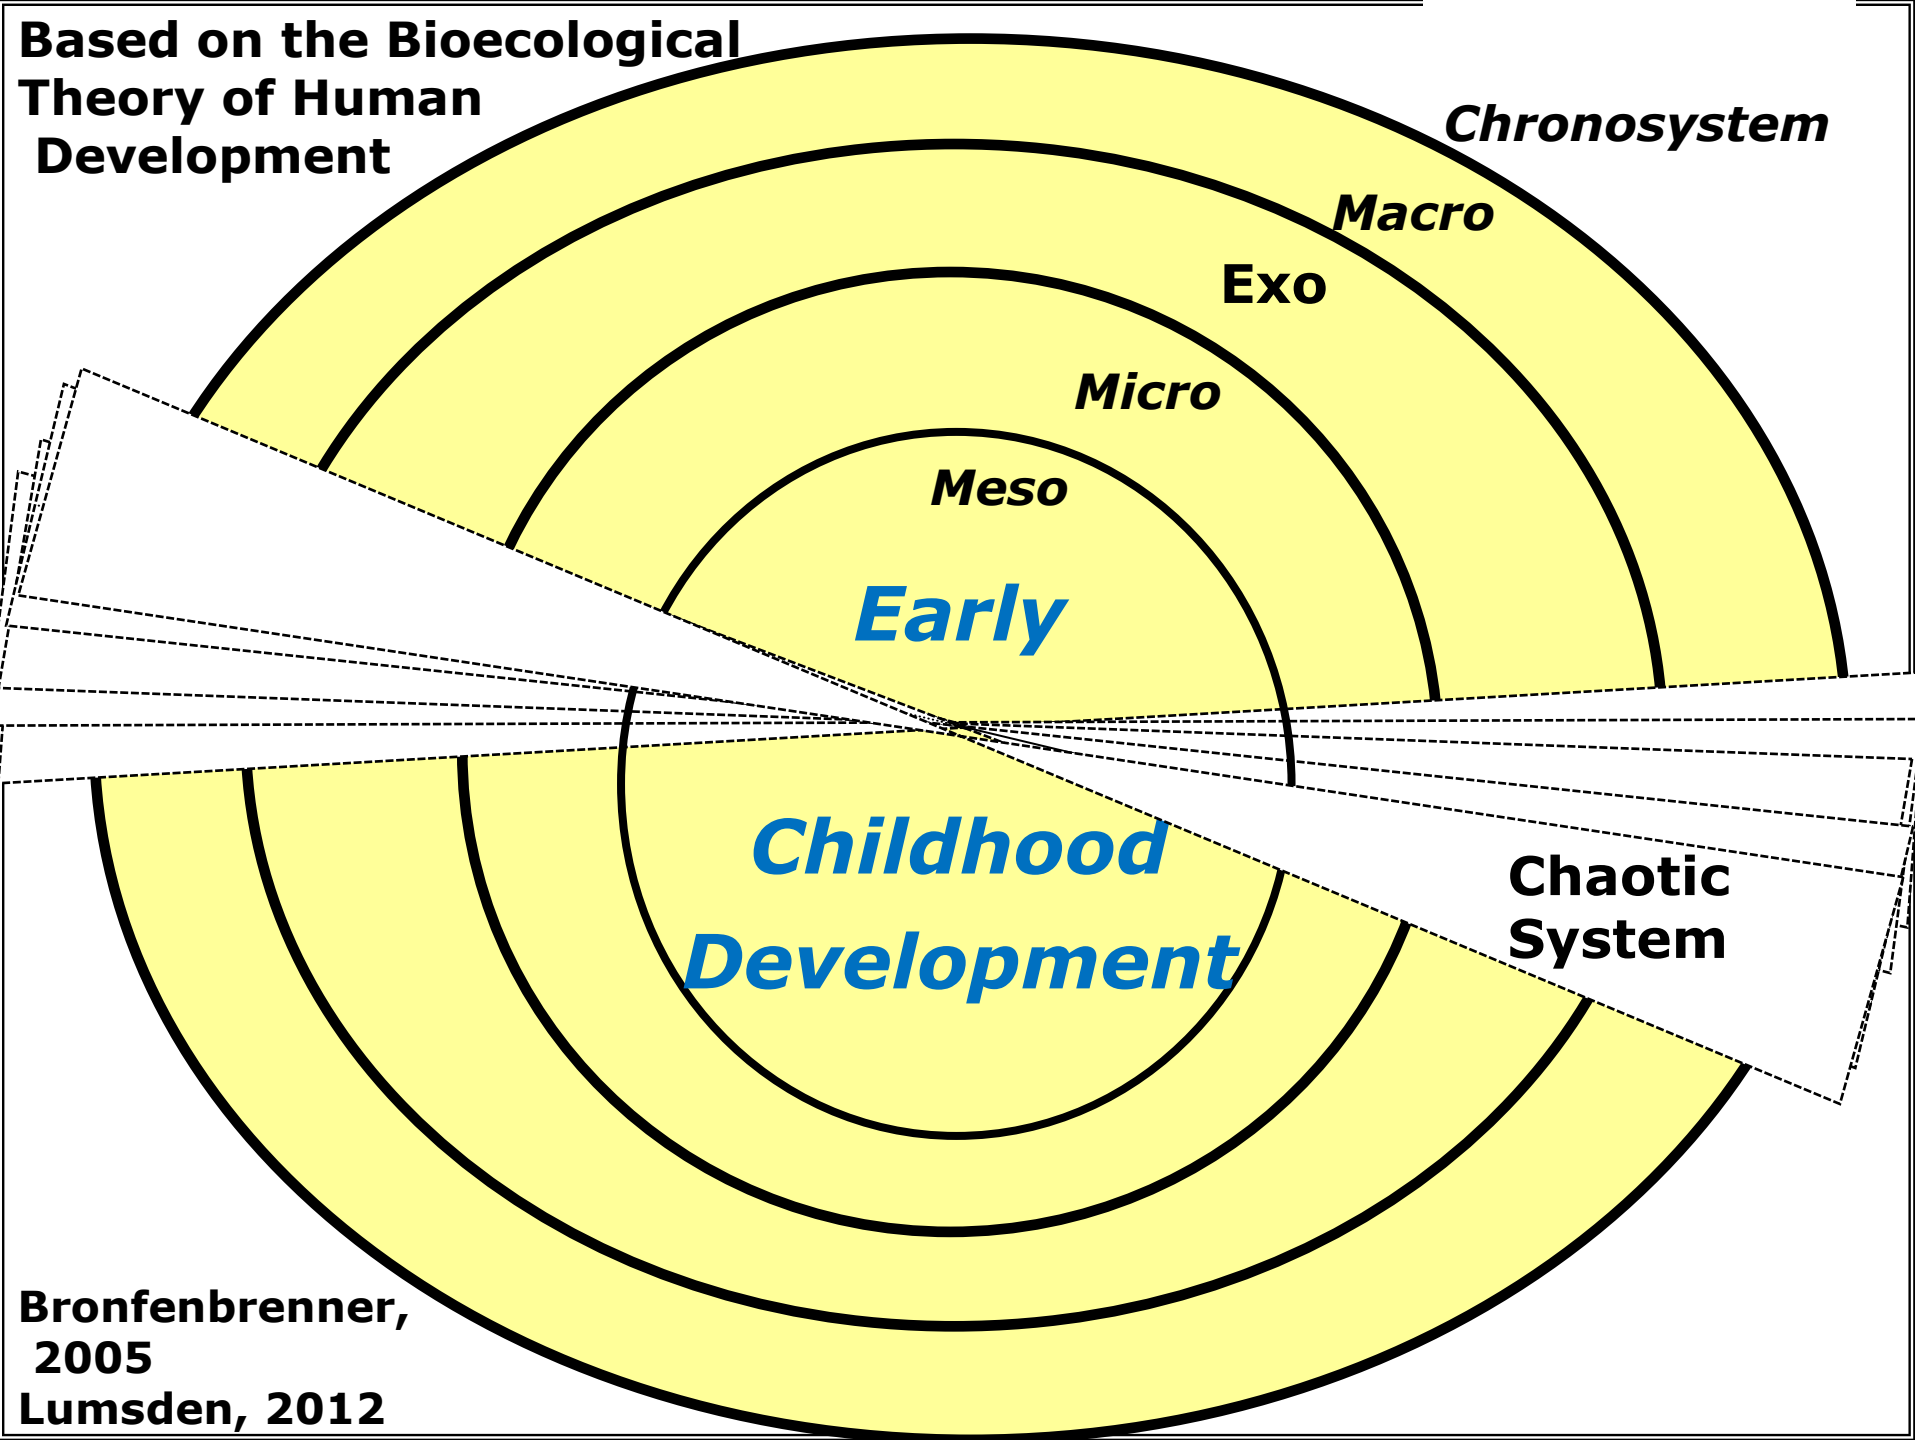 Based on the Bioecological
Theory of Human
Development
Chronosystem
Macro
Exo
Micro
Meso
Early
Childhood
Development
Chaotic
System
Bronfenbrenner,
2005
Lumsden, 2012